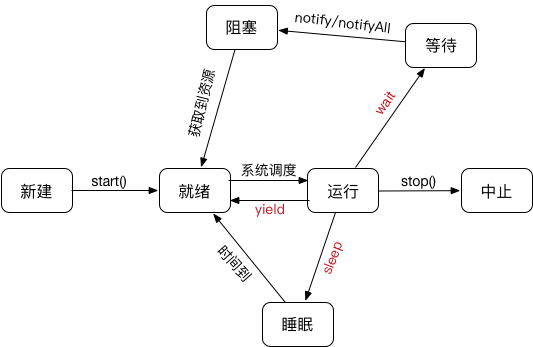 阻塞
notify/notifyAll
等待
获取到资源
wait
新建
start()
就绪
系统调度
yield
运行
stop()
中止
时间到
sleep
睡眠